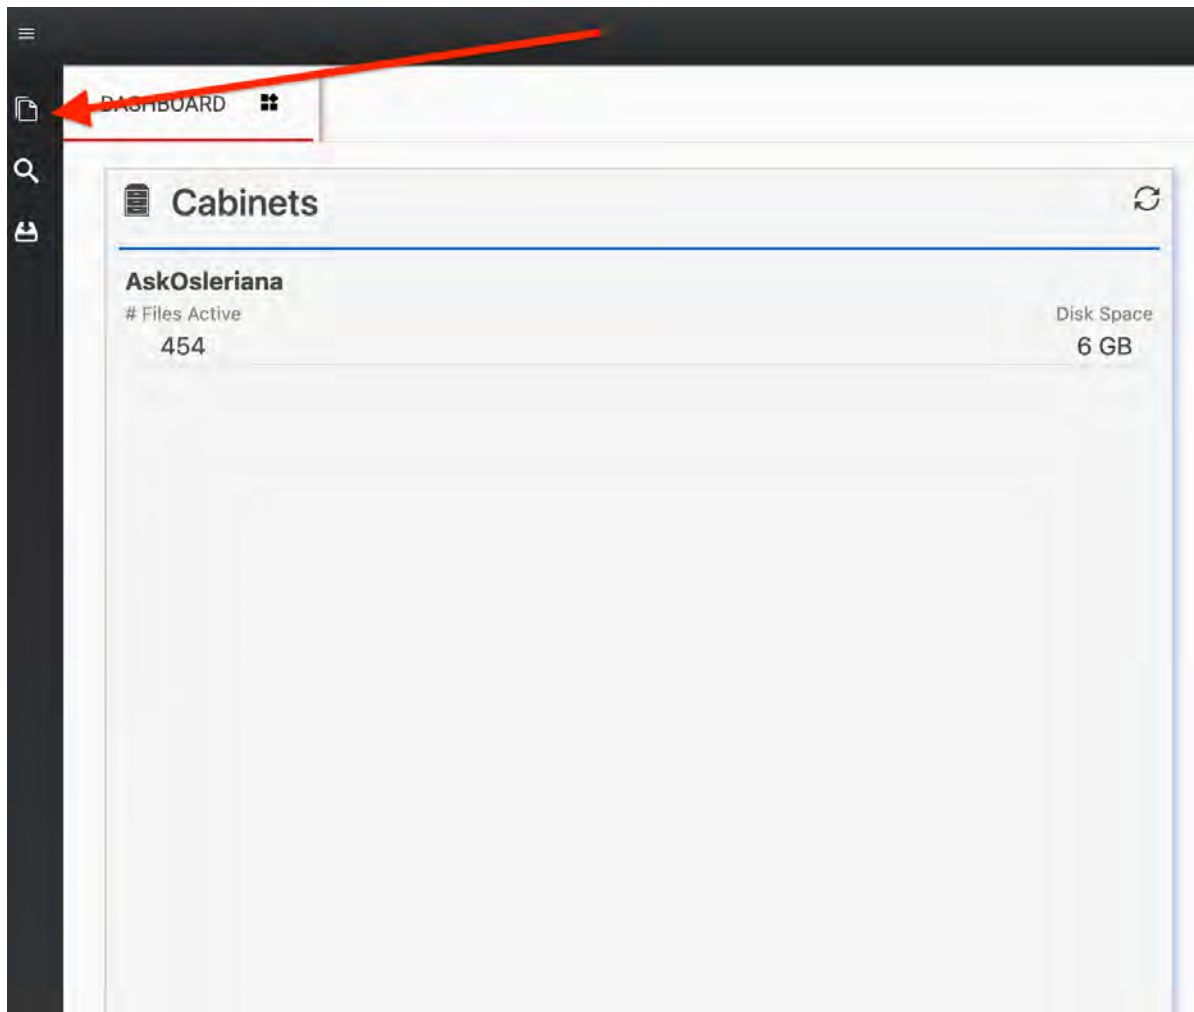 DASHBOARD
Cabinets
AskOsleriana
# Files Active
Disk Space
454
6 GB